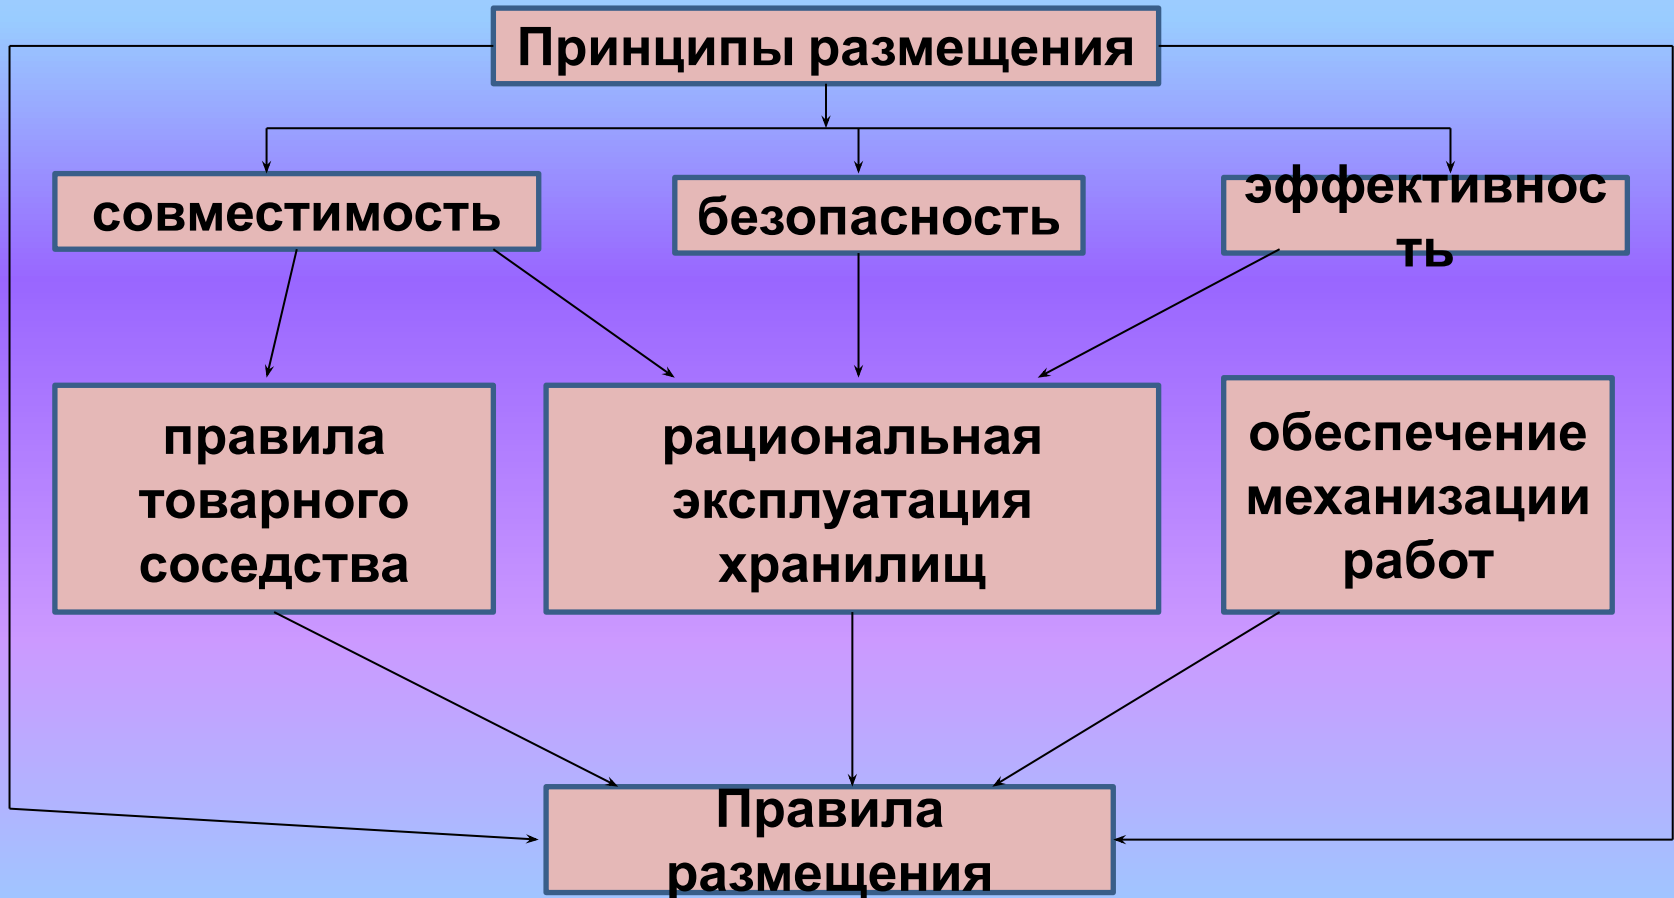 Принципы размещения
совместимость
безопасность
эффективнос
ть
правила
товарного
соседства
рациональная
эксплуатация
хранилищ
обеспечение
механизации
работ
Правила
размещения